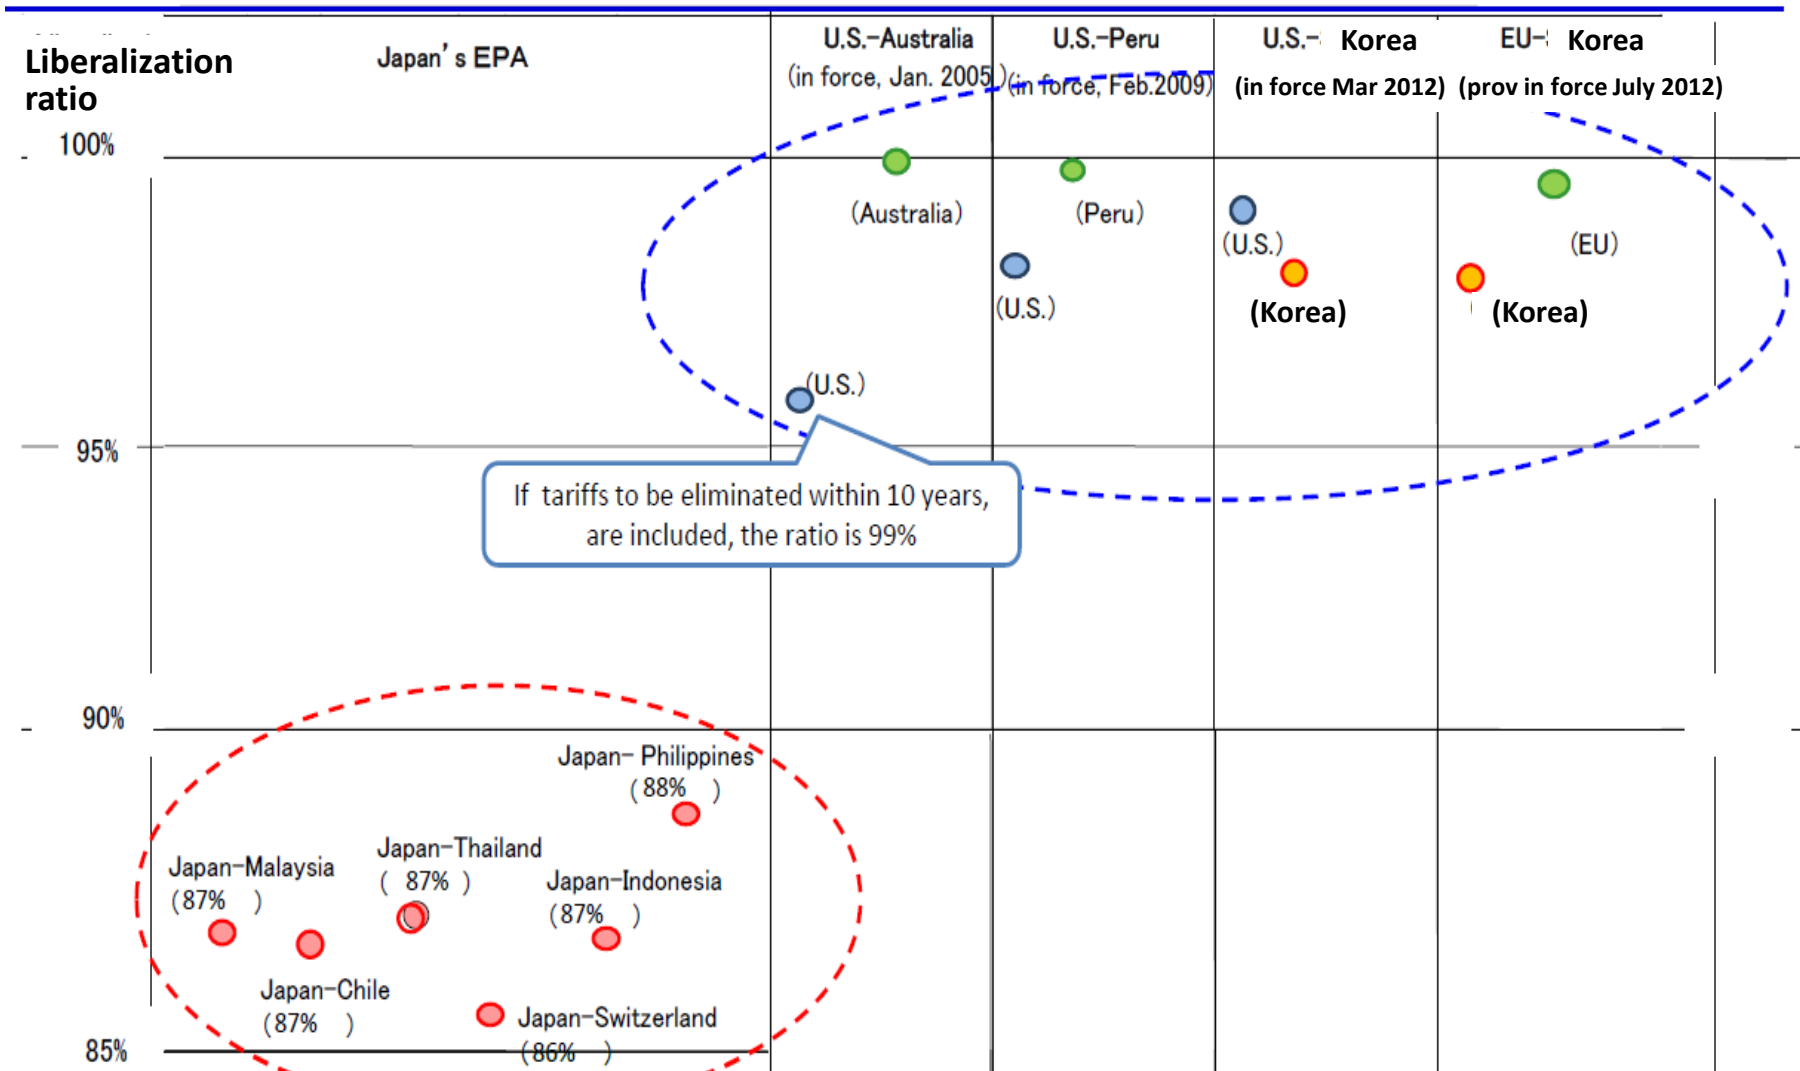 Liberalization
ratio
Japan's EPA
U.S.-Australia
(in force, Jan. 2005)
U.S.-Peru
(in force, Feb.2009)
U.S.- Korea
(in force Mar 2012)
EU- Korea
(prov in force July 2012)
100%
(Australia)
(Peru)
(U.S.)
(EU)
(U.S.)
(Korea)
(Korea)
(U.S.)
95%
If tariffs to be eliminated within 10 years,
are included, the ratio is 99%
90%
Japan- Philippines
(88% )
Japan-Thailand
( 87% )
Japan-Malaysia
(87% )
Japan-Indonesia
(87% )
Japan-Chile
(87% )
Japan-Switzerland
(86% )
85%